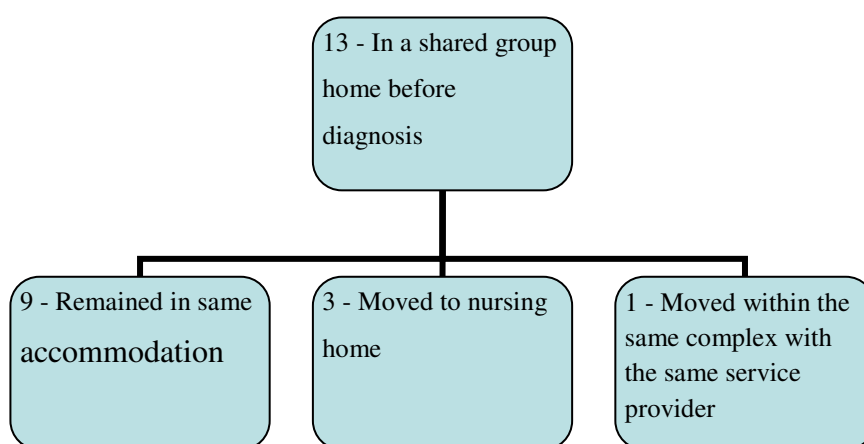 13 - In a shared group
home before
diagnosis
9 - Remained in same
accommodation
3 - Moved to nursing
home
1 - Moved within the
same complex with
the same service
provider